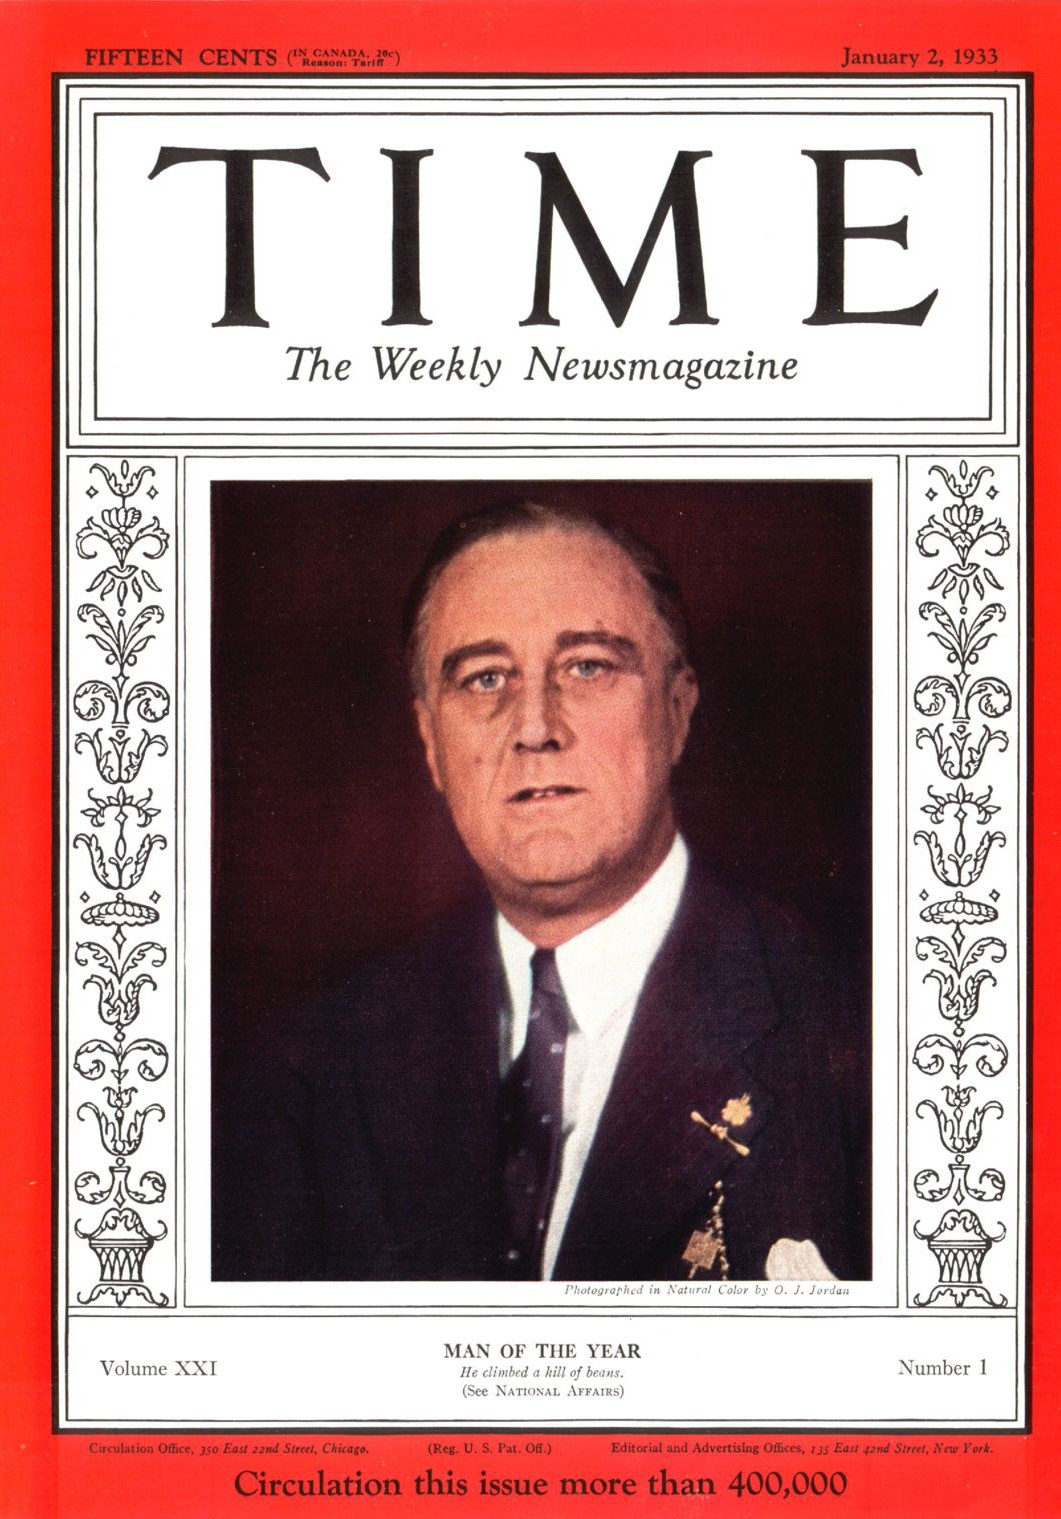 FIFTEEN CENTS (IN CANADA, 20c Reason: Tariff)
January 2, 1933
TIME
The Weekly Newsmagazine
Photographed in Natural Color by O. J. Jordan
MAN OF THE YEAR
He climbed a hill of beans.
(See NATIONAL AFFAIRS)
Volume XXI
Number 1
Circulation Office, 350 East 22nd Street, Chicago.
(Reg. U. S. Pat. Off.)
Editorial and Advertising Offices, 135 East 42nd Street, New York.
Circulation this issue more than 400,000